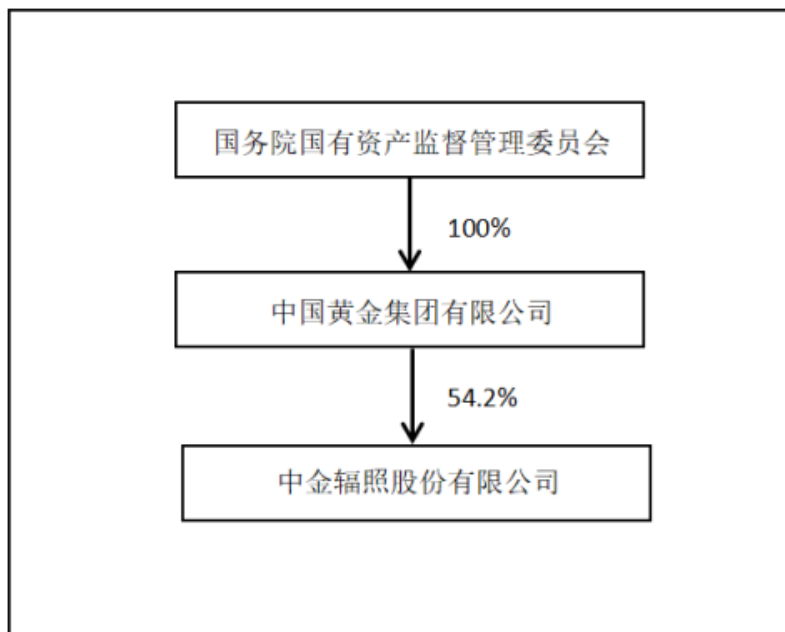 国务院国有资产监督管理委员会
100%
中国黄金集团有限公司
54.2%
中金辐照股份有限公司